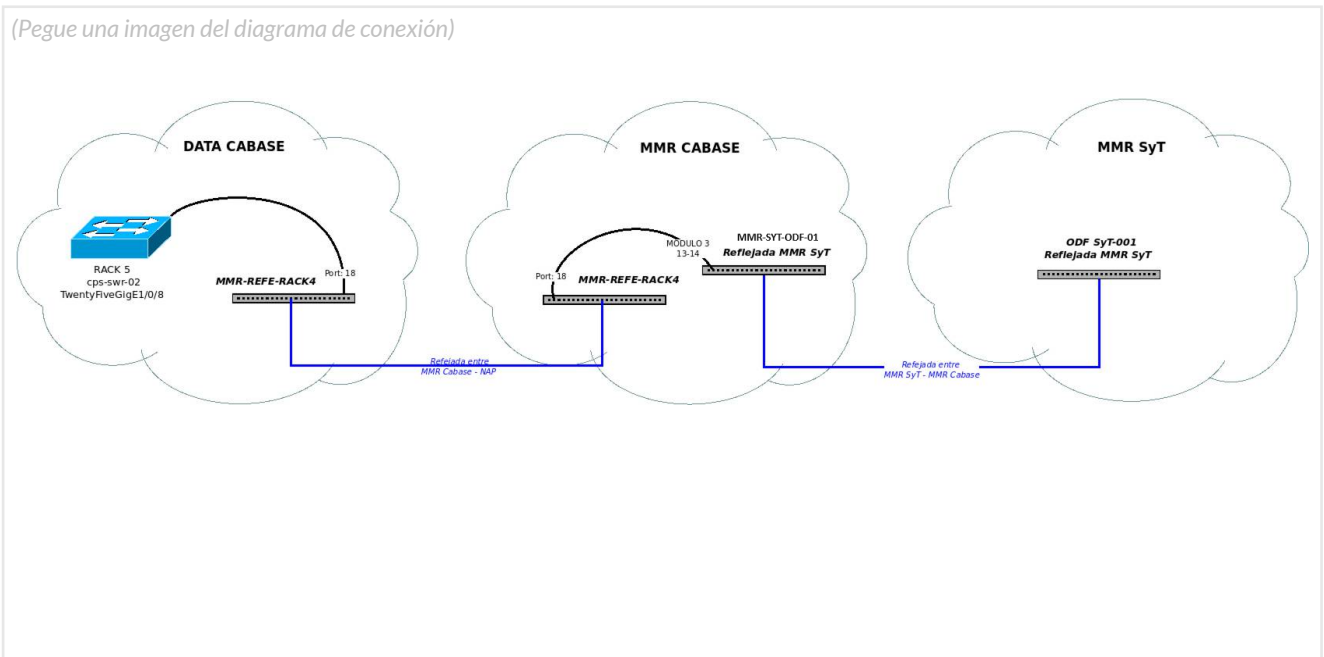 (Pegue una imagen del diagrama de conexión)
DATA CABASE
RACK 5
cps-swr-02
TwentyFiveGigE1/0/8
Port: 18
MMR-REFE-RACK4
Refejada entre
MMR Cabase - NAP
MMR CABASE
MODULO 3
13-14
MMR-SYT-ODF-01
Reflejada MMR SyT
Port: 18
MMR-REFE-RACK4
Refejada entre
MMR SyT - MMR Cabase
MMR SyT
ODF SyT-001
Reflejada MMR SyT